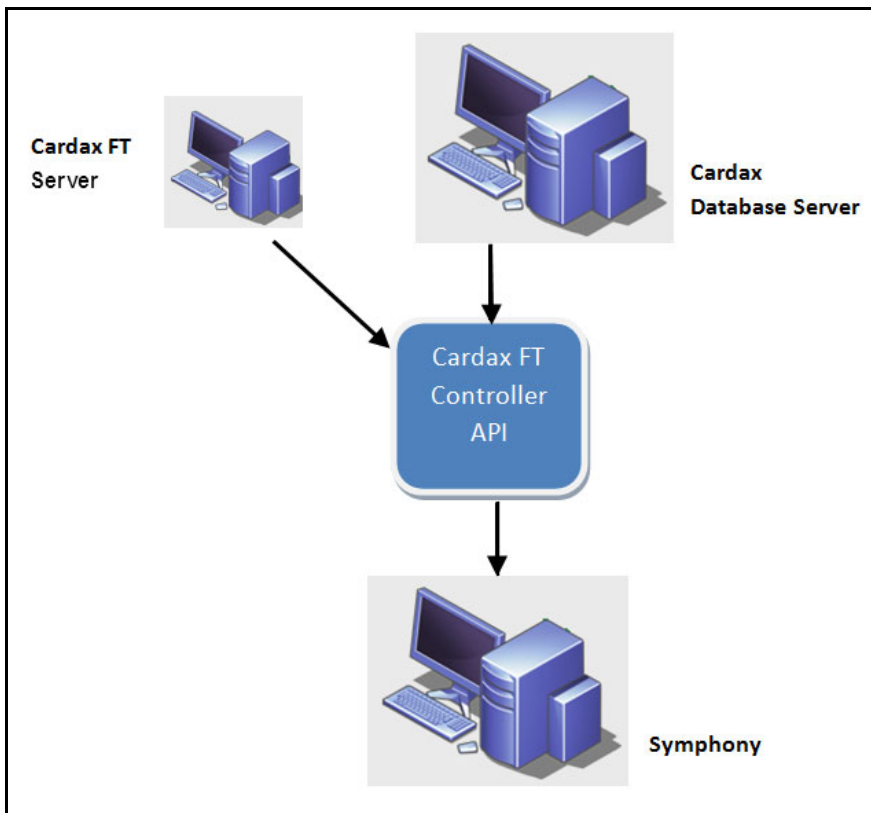 Cardax FT
Server
Cardax
Database Server
Cardax FT
Controller
API
Symphony